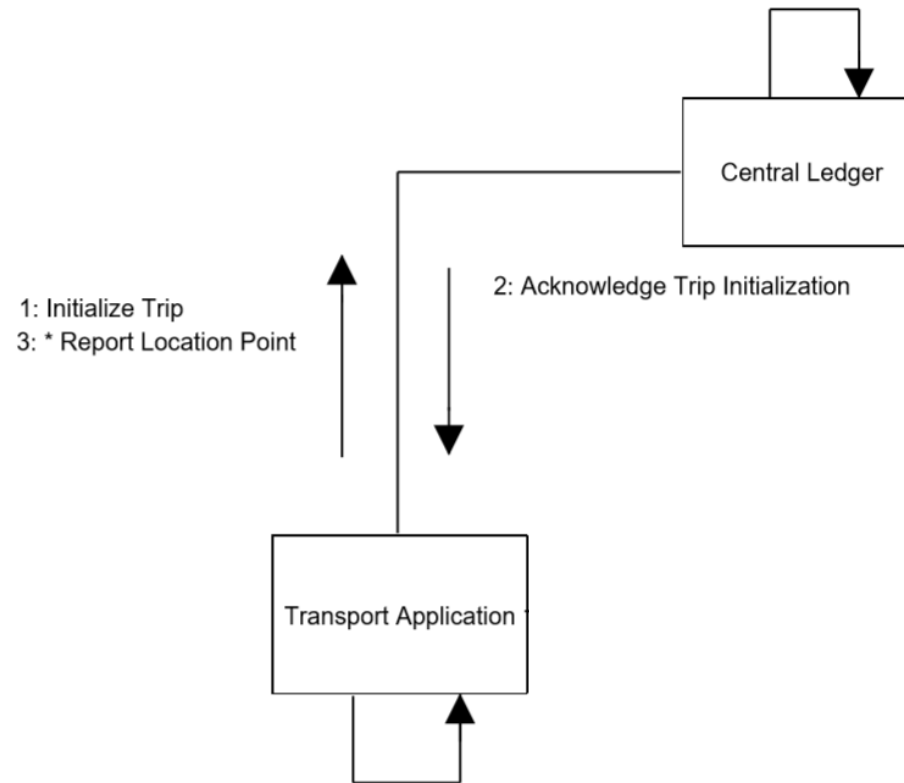 Central Ledger
2: Acknowledge Trip Initialization
1: Initialize Trip
3: * Report Location Point
Transport Application